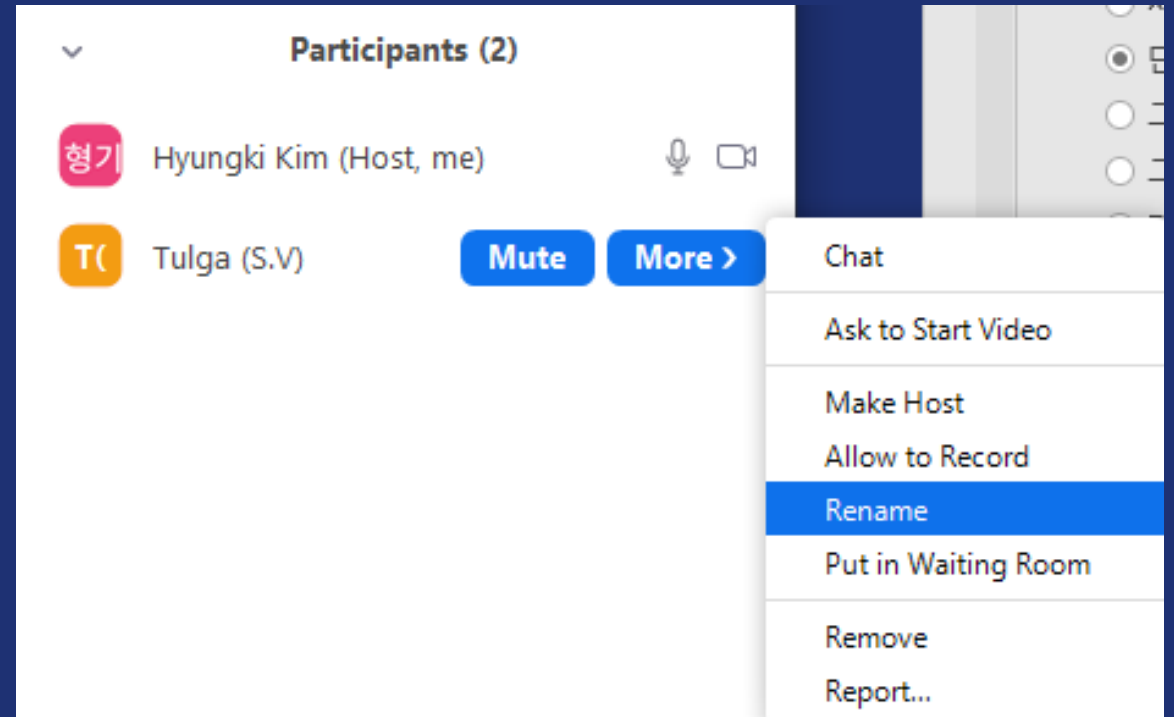 Participants (2)
형기 Hyungki Kim (Host, me)
T( Tulga (S.V) Mute More >
Chat
Ask to Start Video
Make Host
Allow to Record
Rename
Put in Waiting Room
Remove
Report...